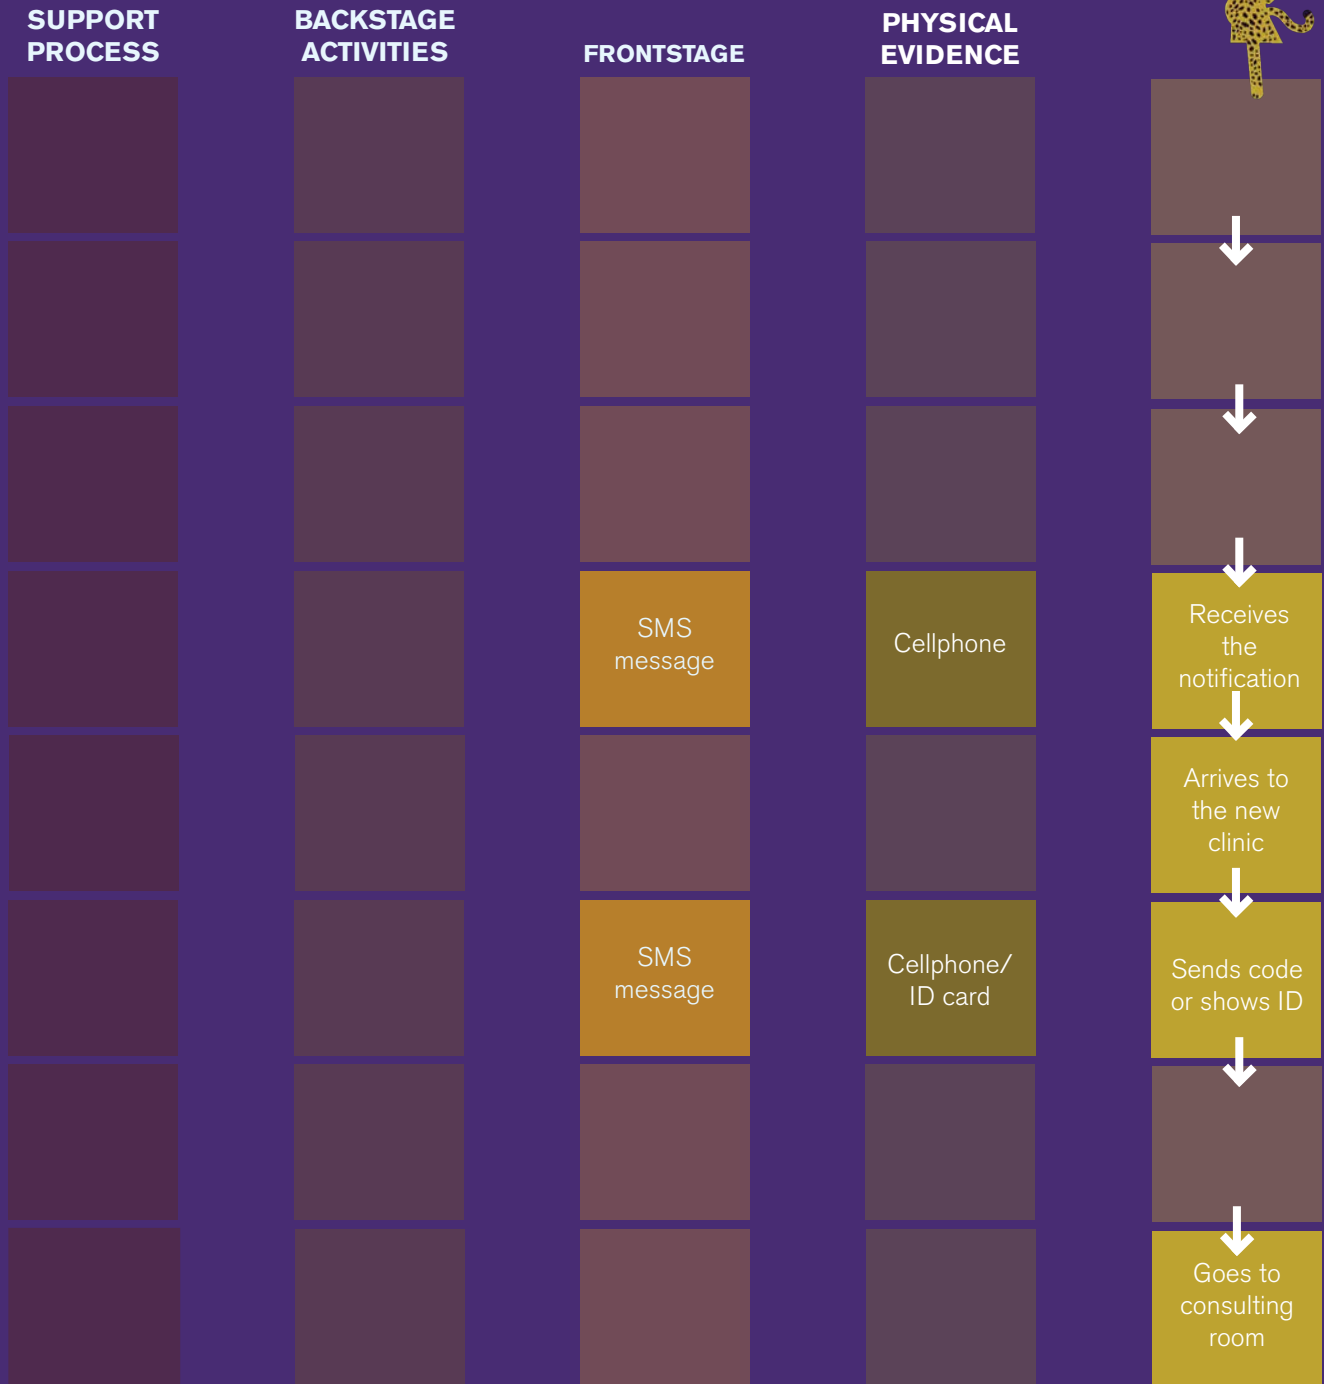 SUPPORT
PROCESS
BACKSTAGE
ACTIVITIES
FRONTSTAGE
PHYSICAL
EVIDENCE
SMS
message
Cellphone
Receives
the
notification
Arrives to
the new
clinic
SMS
message
Cellphone/
ID card
Sends code
or shows ID
Goes to
consulting
room